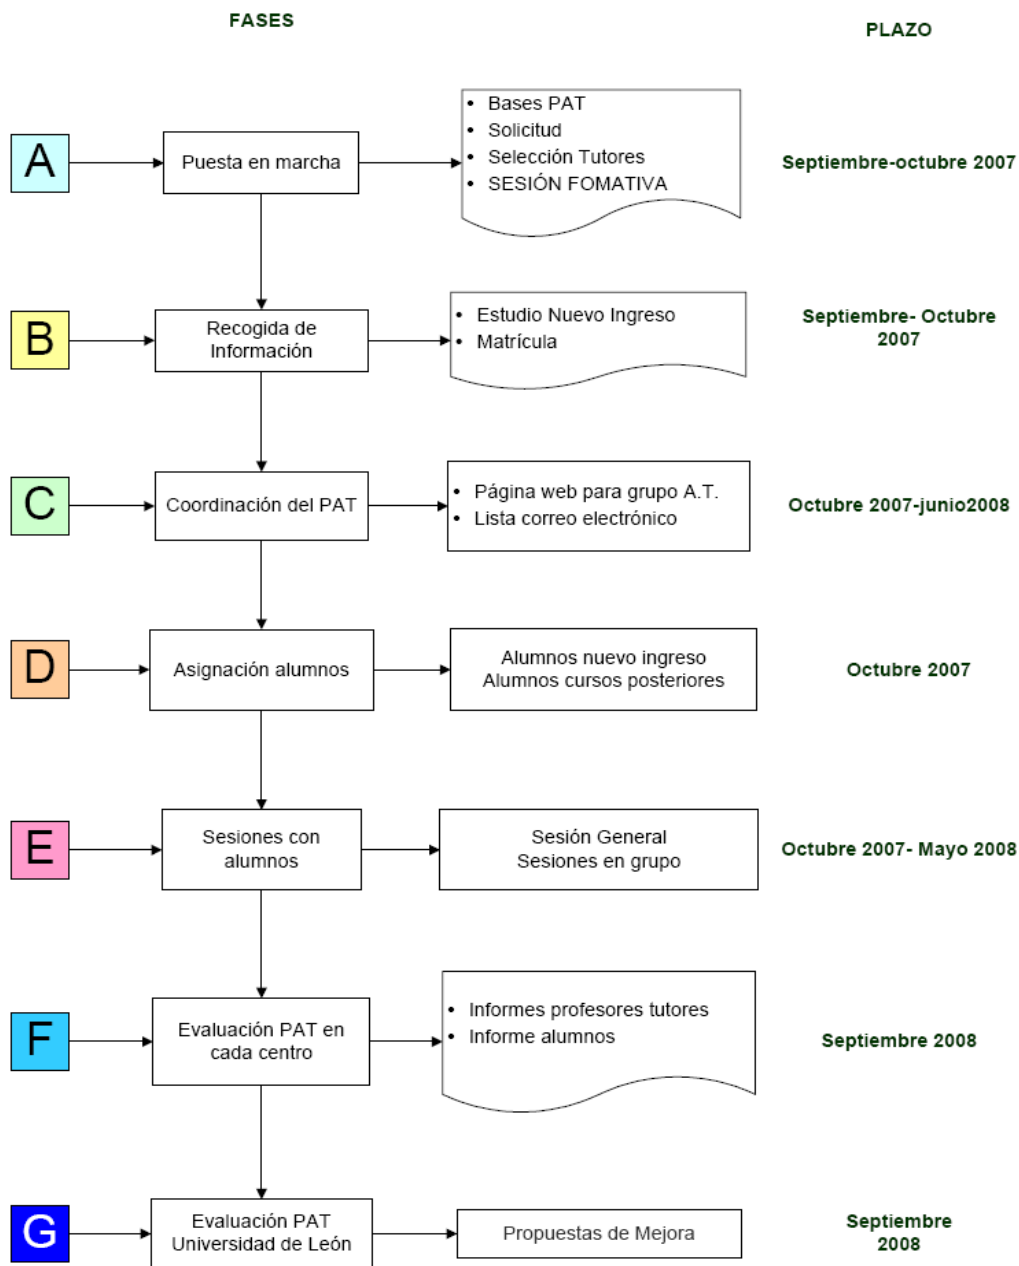 FASES
PLAZO
A
Puesta en marcha
• Bases PAT
• Solicitud
• Selección Tutores
• SESIÓN FOMATIVA
Septiembre-octubre 2007
B
Recogida de
Información
• Estudio Nuevo Ingreso
• Matrícula
Septiembre- Octubre
2007
C
Coordinación del PAT
• Página web para grupo A.T.
• Lista correo electrónico
Octubre 2007-junio2008
D
Asignación alumnos
Alumnos nuevo ingreso
Alumnos cursos posteriores
Octubre 2007
E
Sesiones con
alumnos
Sesión General
Sesiones en grupo
Octubre 2007- Mayo 2008
F
Evaluación PAT en
cada centro
• Informes profesores tutores
• Informe alumnos
Septiembre 2008
G
Evaluación PAT
Universidad de León
Propuestas de Mejora
Septiembre
2008